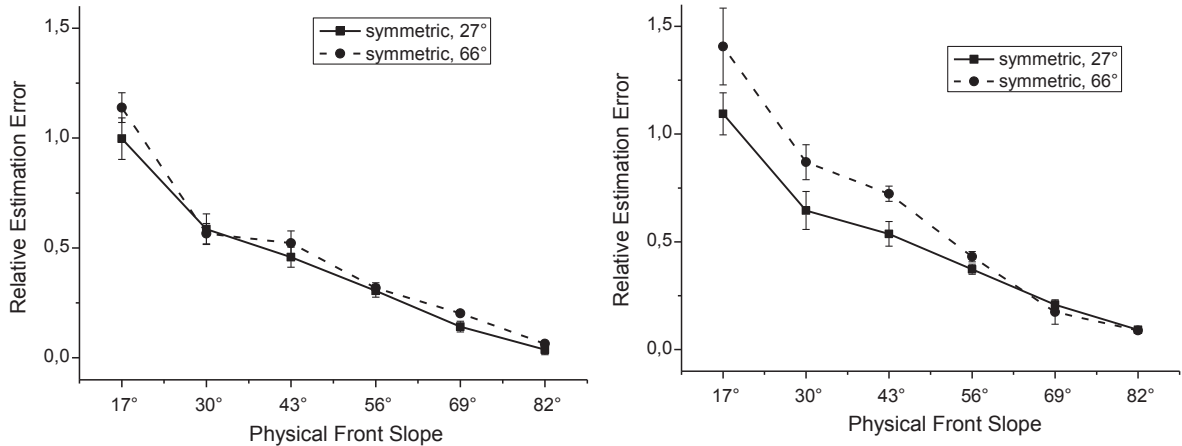 Relative Estimation Error
1,5
1,0
0,5
0,0
symmetric, 27°
symmetric, 66°
17° 30° 43° 56° 69° 82°
Physical Front Slope
Relative Estimation Error
1,5
1,0
0,5
0,0
symmetric, 27°
symmetric, 66°
17° 30° 43° 56° 69° 82°
Physical Front Slope